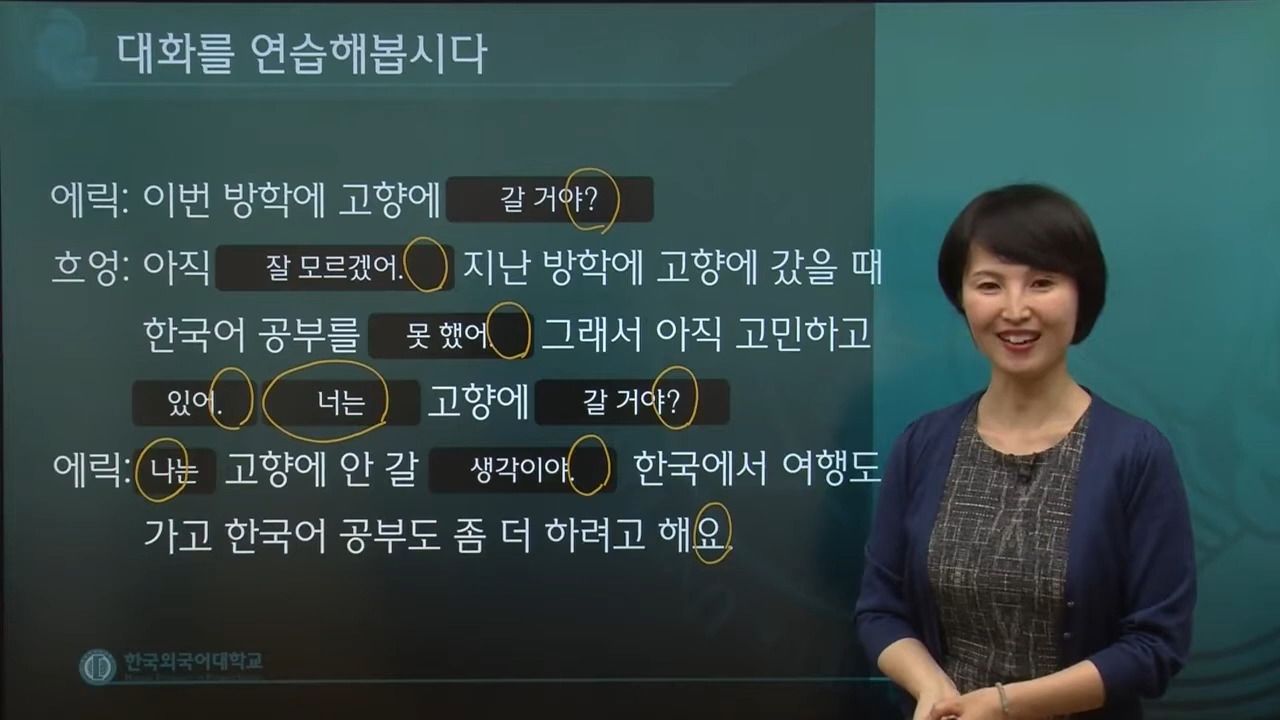 대화를 연습해봅시다
에릭: 이번 방학에 고향에 갈 거야?
흐엉: 아직 잘 모르겠어. 지난 방학에 고향에 갔을 때
한국어 공부를 못 했어. 그래서 아직 고민하고
있어. 너는 고향에 갈 거야?
에릭: 나는 고향에 안 갈 생각이야. 한국에서 여행도
가고 한국어 공부도 좀 더 하려고 해요.
한국외국어대학교